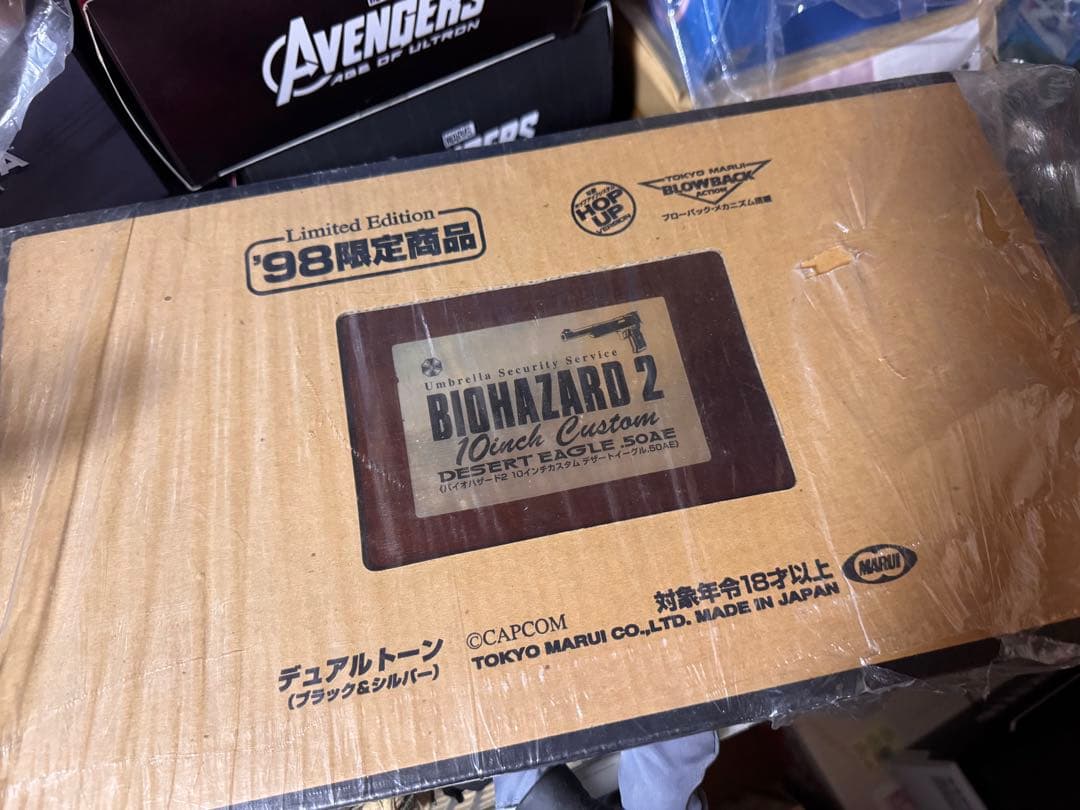 AVENGERS
AGE OF ULTRON
Limited Edition
'98限定商品
HOP
UP
VERSION
TOKYO MARUI
BLOWBACK
ACTION
ブローバック・メカニズム搭載
Umbrella Security Service
BIOHAZARD 2
10inch Custom
DESERT EAGLE .50AE
(バイオハザード2 10インチカスタム デザートイーグル.50AE)
対象年令18才以上
MARUI
©CAPCOM
TOKYO MARUI CO.,LTD. MADE IN JAPAN
デュアルトーン
(ブラック&シルバー)